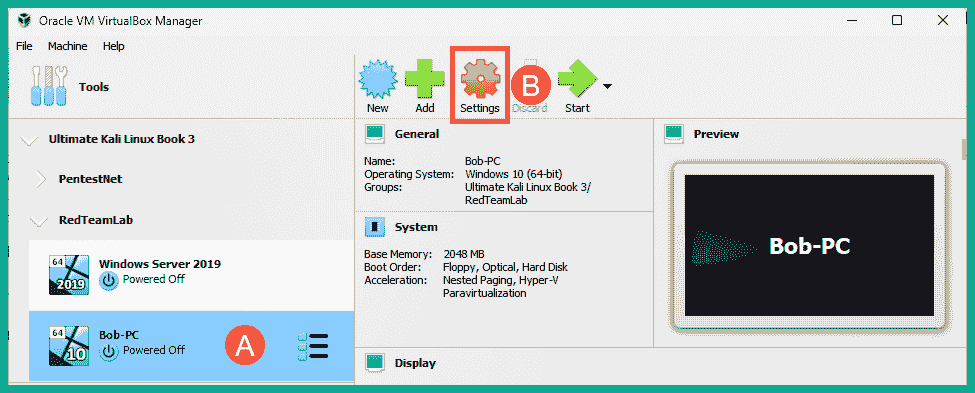 Oracle VM VirtualBox Manager
File Machine Help
Tools
New Add Settings B Discard Start
Ultimate Kali Linux Book 3
PentestNet
RedTeamLab
64 2019 Windows Server 2019
Powered Off
64 10 Bob-PC
Powered Off
A
General
Name: Bob-PC
Operating System: Windows 10 (64-bit)
Groups: Ultimate Kali Linux Book 3/
RedTeamLab
System
Base Memory: 2048 MB
Boot Order: Floppy, Optical, Hard Disk
Acceleration: Nested Paging, Hyper-V
Paravirtualization
Display
Preview
Bob-PC